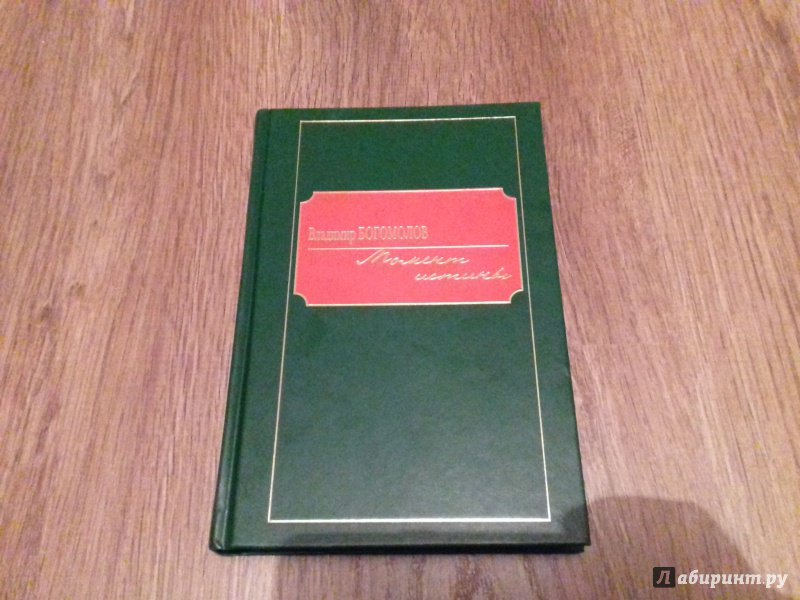 Владимир БОГОМОЛОВ
Момент
истины
Лабиринт.ру